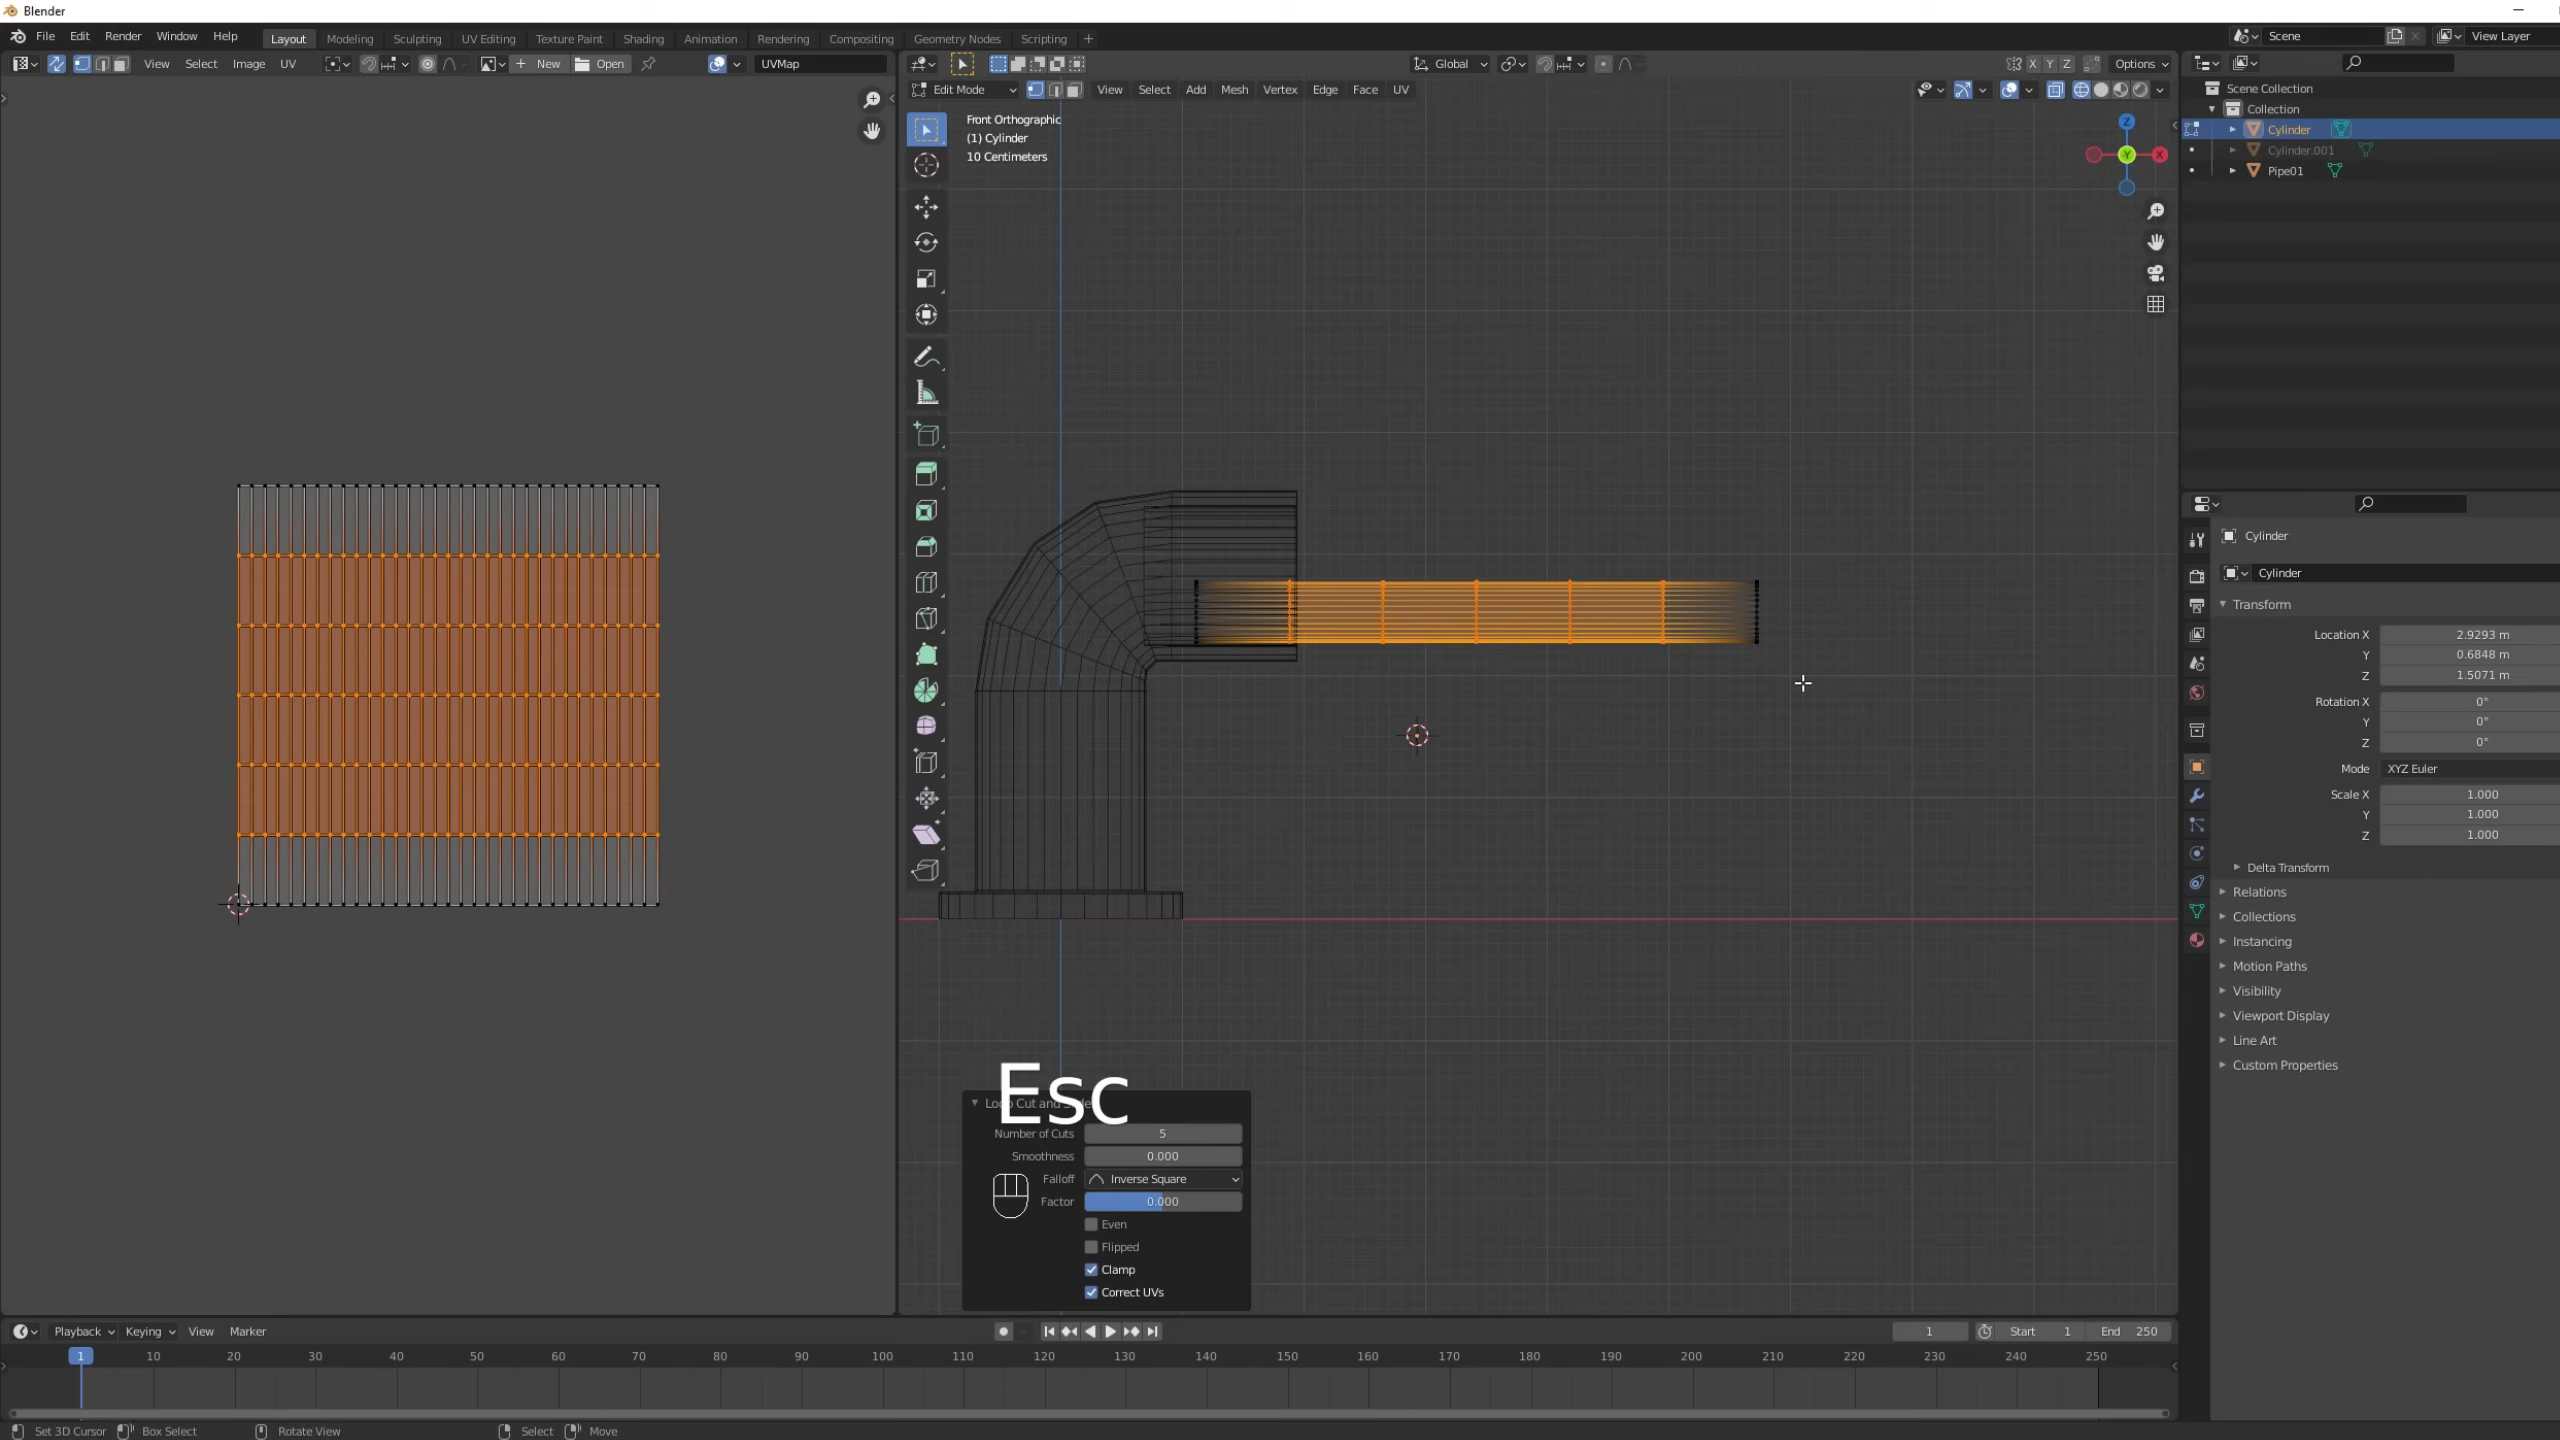 Blender
File Edit Render Window Help Layout Modeling Sculpting UV Editing Texture Paint Shading Animation Rendering Compositing Geometry Nodes Scripting + Scene View Layer
View Select Image UV New Open UVMap Global X Y Z Options
Edit Mode View Select Add Mesh Vertex Edge Face UV
Scene Collection
Collection
Cylinder
Cylinder.001
Pipe01
Front Orthographic
(1) Cylinder
10 Centimeters
Z
Y
X
Cylinder
Cylinder
Transform
Location X 2.9293 m
Y 0.6848 m
Z 1.5071 m
Rotation X 0°
Y 0°
Z 0°
Mode XYZ Euler
Scale X 1.000
Y 1.000
Z 1.000
Delta Transform
Relations
Collections
Instancing
Motion Paths
Visibility
Viewport Display
Line Art
Custom Properties
Esc
Number of Cuts 5
Smoothness 0.000
Falloff Inverse Square
Factor 0.000
Even
Flipped
Clamp
Correct UVs
Playback Keying View Marker 1 Start 1 End 250
1 10 20 30 40 50 60 70 80 90 100 110 120 130 140 150 160 170 180 190 200 210 220 230 240 250
Set 3D Cursor Box Select Rotate View Select Move